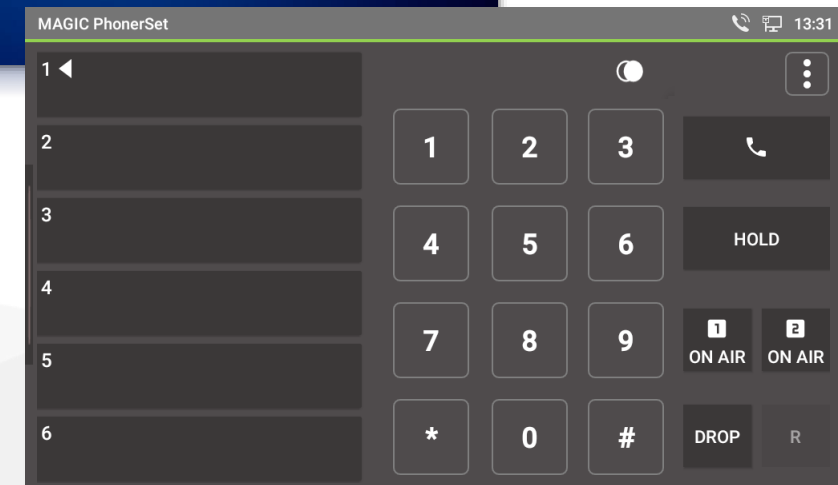 MAGIC PhonerSet 13:31
1
2
3
4
5
6
1 2 3
4 5 6
7 8 9
* 0 #
HOLD
1 2
ON AIR ON AIR
DROP R